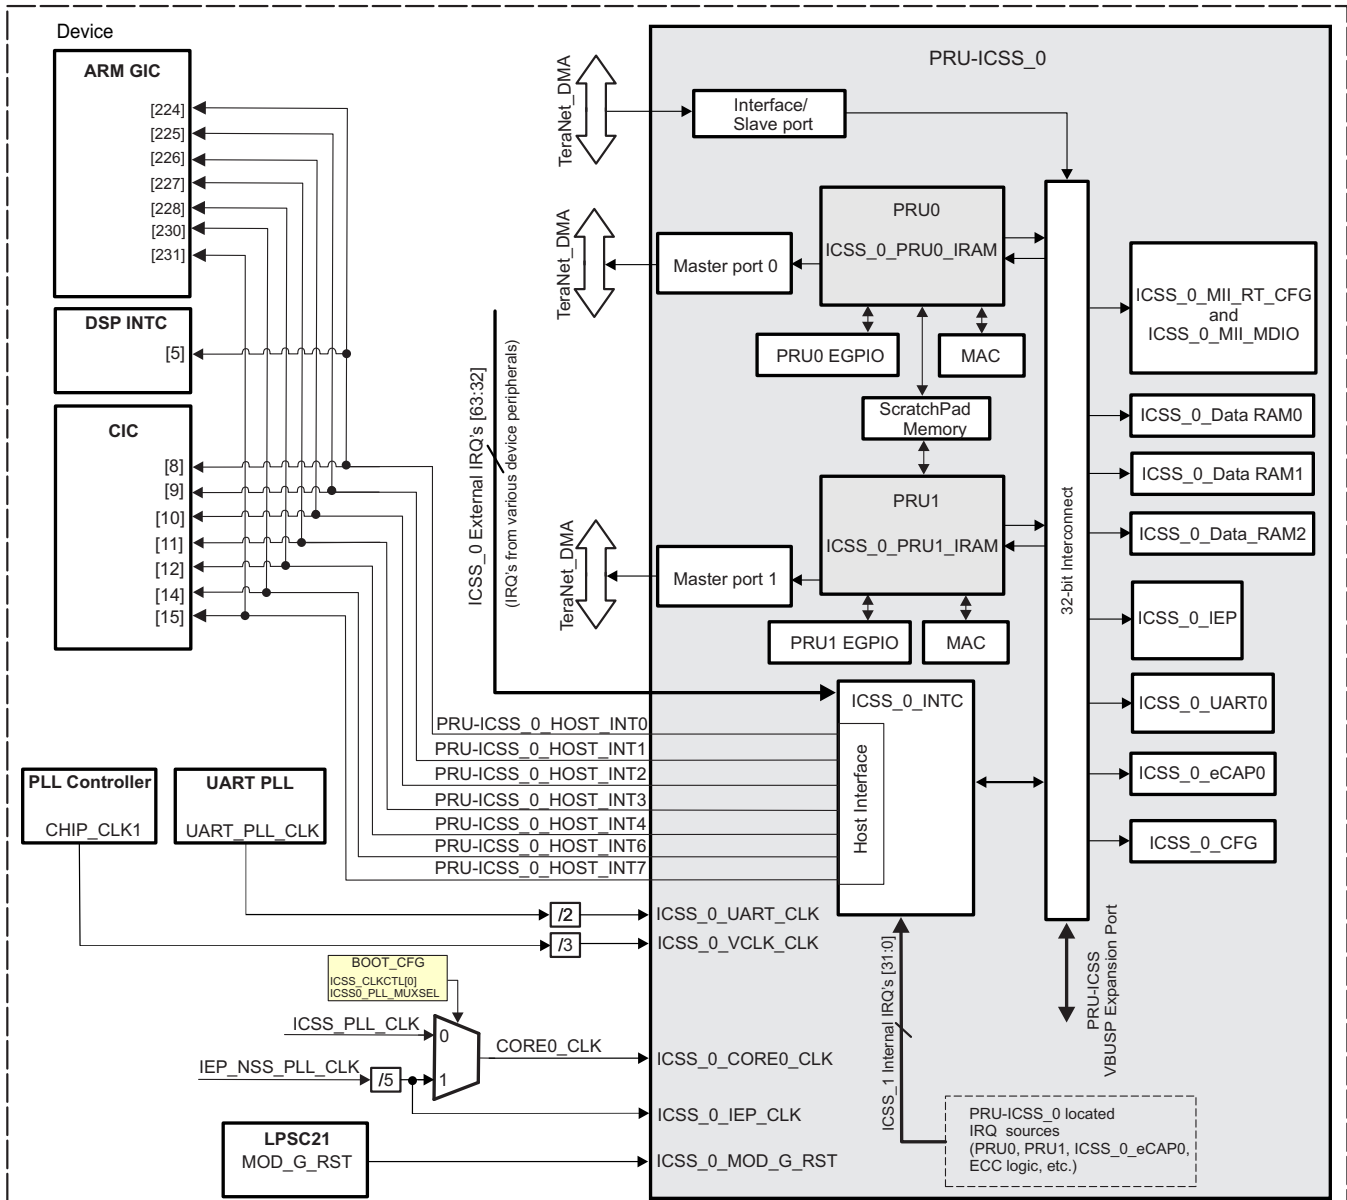 Device
ARM GIC
[224]
[225]
[226]
[227]
[228]
[230]
[231]
DSP INTC
[5]
CIC
[8]
[9]
[10]
[11]
[12]
[14]
[15]
PLL Controller
CHIP_CLK1
UART PLL
UART_PLL_CLK
TeraNet_DMA
TeraNet_DMA
TeraNet_DMA
ICSS_0 External IRQ's [63:32]
(IRQ's from various device peripherals)
PRU-ICSS_0
Interface/
Slave port
PRU0
ICSS_0_PRU0_IRAM
Master port 0
PRU0 EGPIO
MAC
ScratchPad
Memory
PRU1
ICSS_0_PRU1_IRAM
Master port 1
PRU1 EGPIO
MAC
32-bit Interconnect
ICSS_0_MII_RT_CFG
and
ICSS_0_MII_MDIO
ICSS_0_Data RAM0
ICSS_0_Data RAM1
ICSS_0_Data_RAM2
ICSS_0_IEP
ICSS_0_UART0
ICSS_0_eCAP0
ICSS_0_CFG
ICSS_0_INTC
Host Interface
PRU-ICSS_0_HOST_INT0
PRU-ICSS_0_HOST_INT1
PRU-ICSS_0_HOST_INT2
PRU-ICSS_0_HOST_INT3
PRU-ICSS_0_HOST_INT4
PRU-ICSS_0_HOST_INT6
PRU-ICSS_0_HOST_INT7
/2
ICSS_0_UART_CLK
/3
ICSS_0_VCLK_CLK
BOOT_CFG
ICSS_CLKCTL[0]
ICSS0_PLL_MUXSEL
ICSS_PLL_CLK
0
IEP_NSS_PLL_CLK
/5
1
CORE0_CLK
ICSS_0_CORE0_CLK
ICSS_0_IEP_CLK
LPSC21
MOD_G_RST
ICSS_0_MOD_G_RST
ICSS_1 Internal IRQ's [31:0]
PRU-ICSS
VBUSP Expansion Port
PRU-ICSS_0 located
IRQ sources
(PRU0, PRU1, ICSS_0_eCAP0,
ECC logic, etc.)